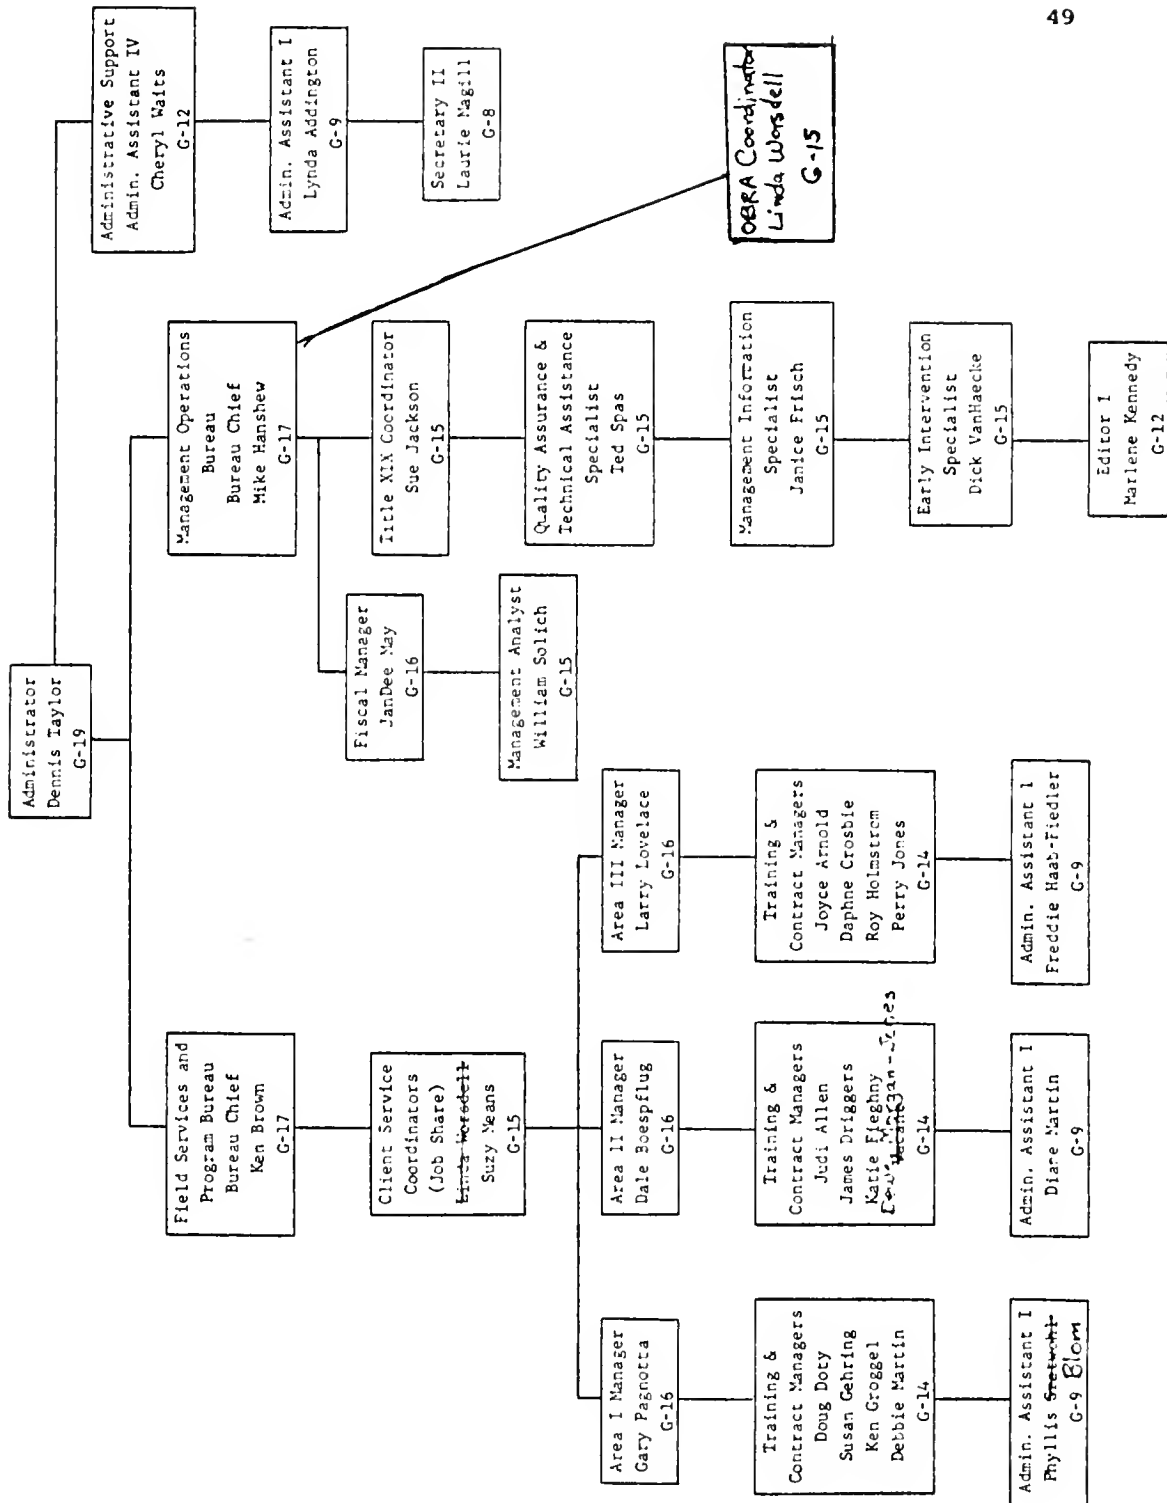 49
Administrator
Dennis Taylor
G-19
Administrative Support
Admin. Assistant IV
Cheryl Waits
G-12
Admin. Assistant I
Lynda Addington
G-9
Secretary II
Laurie Magill
G-8
Management Operations
Bureau
Bureau Chief
Mike Hanshew
G-17
OBRA Coordinator
Linda Worsdell
G-15
Title XIX Coordinator
Sue Jackson
G-15
Quality Assurance &
Technical Assistance
Specialist
Ted Spas
G-15
Management Information
Specialist
Janice Frisch
G-15
Early Intervention
Specialist
Dick VanHaecke
G-15
Editor I
Marlene Kennedy
G-12
Fiscal Manager
JanDee May
G-16
Management Analyst
William Solich
G-15
Field Services and
Program Bureau
Bureau Chief
Ken Brown
G-17
Client Service
Coordinators
(Job Share)
Linda Worsdell
Suzy Means
G-15
Area I Manager
Gary Pagnotta
G-16
Training &
Contract Managers
Doug Doty
Susan Gehring
Ken Groggel
Debbie Martin
G-14
Admin. Assistant I
Phyllis
G-9 Blom
Area II Manager
Dale Boespflug
G-16
Training &
Contract Managers
Judi Allen
James Driggers
Katie Fleghny
Morgan-Jones
Vacant
G-14
Admin. Assistant I
Diane Martin
G-9
Area III Manager
Larry Lovelace
G-16
Training &
Contract Managers
Joyce Arnold
Daphne Crosbie
Roy Holmstrom
Perry Jones
G-14
Admin. Assistant 1
Freddie Haab-Fiedler
G-9